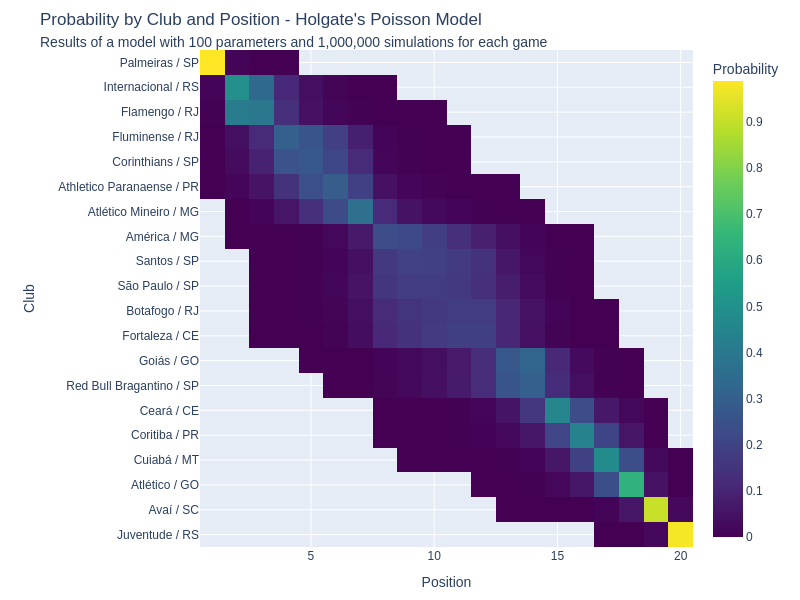 Probability by Club and Position - Holgate's Poisson Model
Results of a model with 100 parameters and 1,000,000 simulations for each game
Probability
Palmeiras / SP
Internacional / RS
Flamengo / RJ
Fluminense / RJ
Corinthians / SP
Athletico Paranaense / PR
Atlético Mineiro / MG
América / MG
Santos / SP
São Paulo / SP
Botafogo / RJ
Fortaleza / CE
Goiás / GO
Red Bull Bragantino / SP
Ceará / CE
Coritiba / PR
Cuiabá / MT
Atlético / GO
Avaí / SC
Juventude / RS
Club
5
10
15
20
Position
0.9
0.8
0.7
0.6
0.5
0.4
0.3
0.2
0.1
0